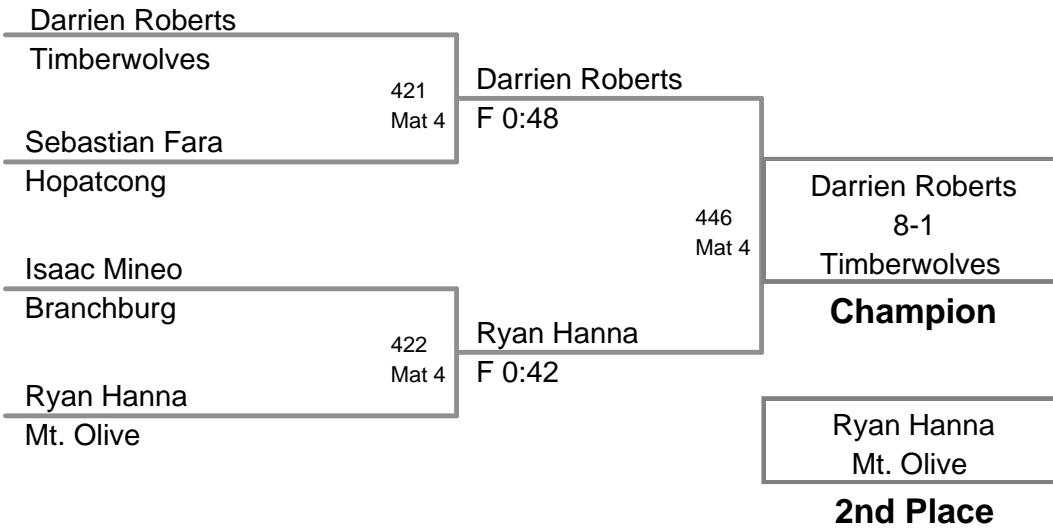 Darrien Roberts
Timberwolves
421
Mat 4
Sebastian Fara
Hopatcong
Darrien Roberts
F 0:48
Isaac Mineo
Branchburg
422
Mat 4
Ryan Hanna
Mt. Olive
Ryan Hanna
F 0:42
446
Mat 4
Darrien Roberts
8-1
Timberwolves
Champion
Ryan Hanna
Mt. Olive
2nd Place